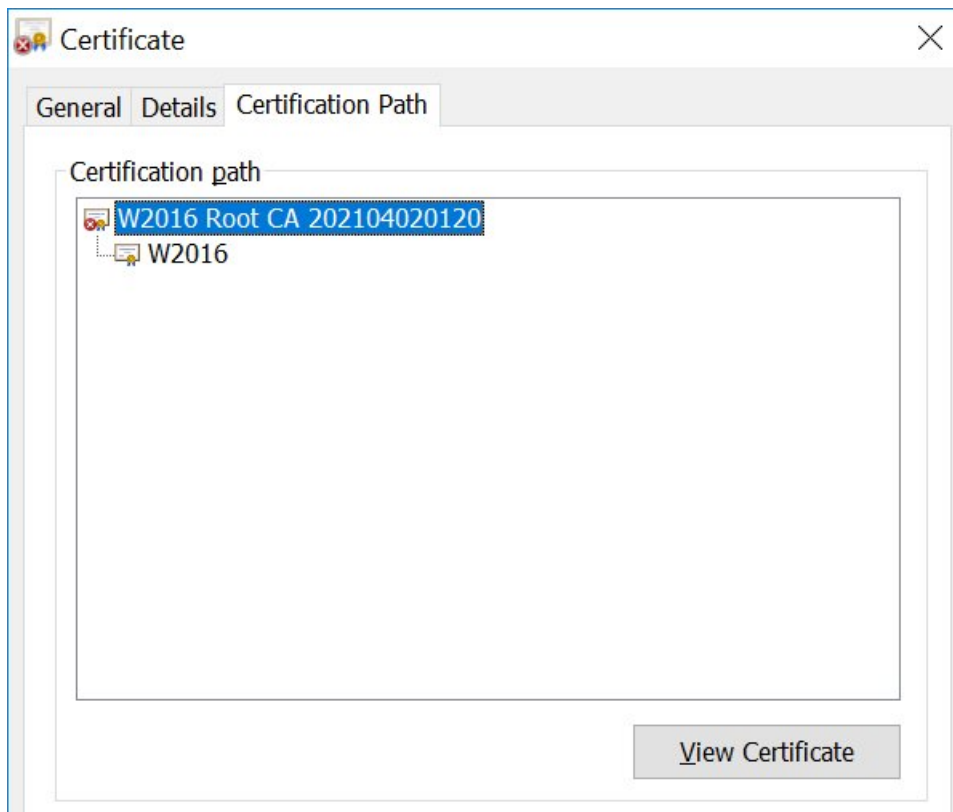 Certificate
General Details Certification Path
Certification path
W2016 Root CA 202104020120
W2016
View Certificate